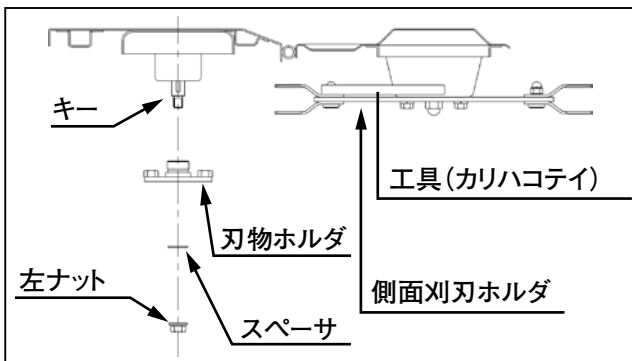 キー
工具(カリハコテイ)
刃物ホルダ
左ナット
側面刈刃ホルダ
スペーサ